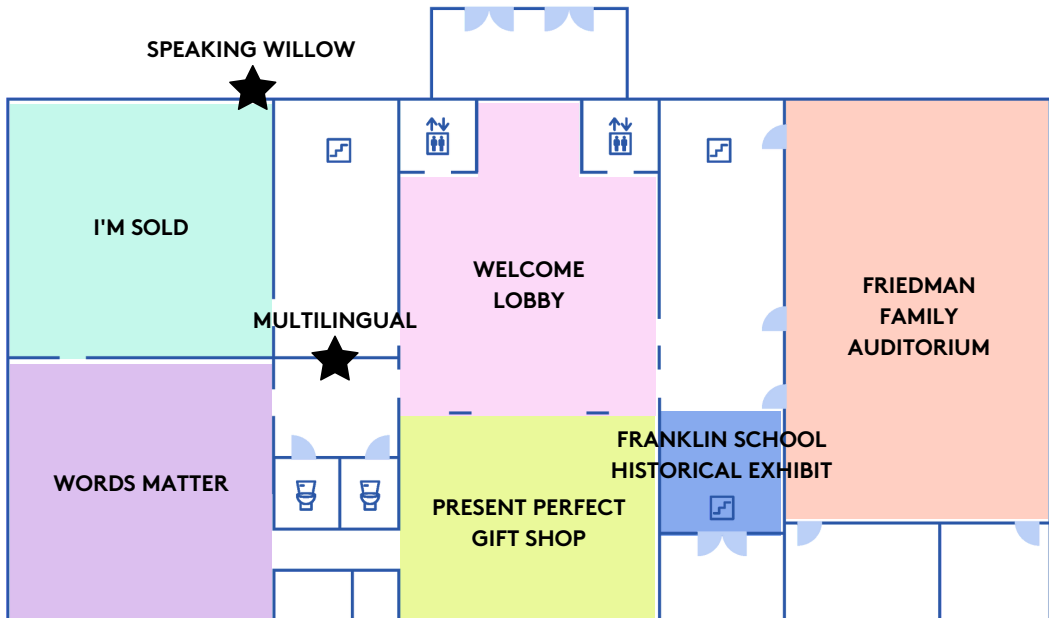 SPEAKING WILLOW
I'M SOLD
WELCOME
LOBBY
FRIEDMAN
FAMILY
AUDITORIUM
MULTILINGUAL
FRANKLIN SCHOOL
HISTORICAL EXHIBIT
WORDS MATTER
PRESENT PERFECT
GIFT SHOP